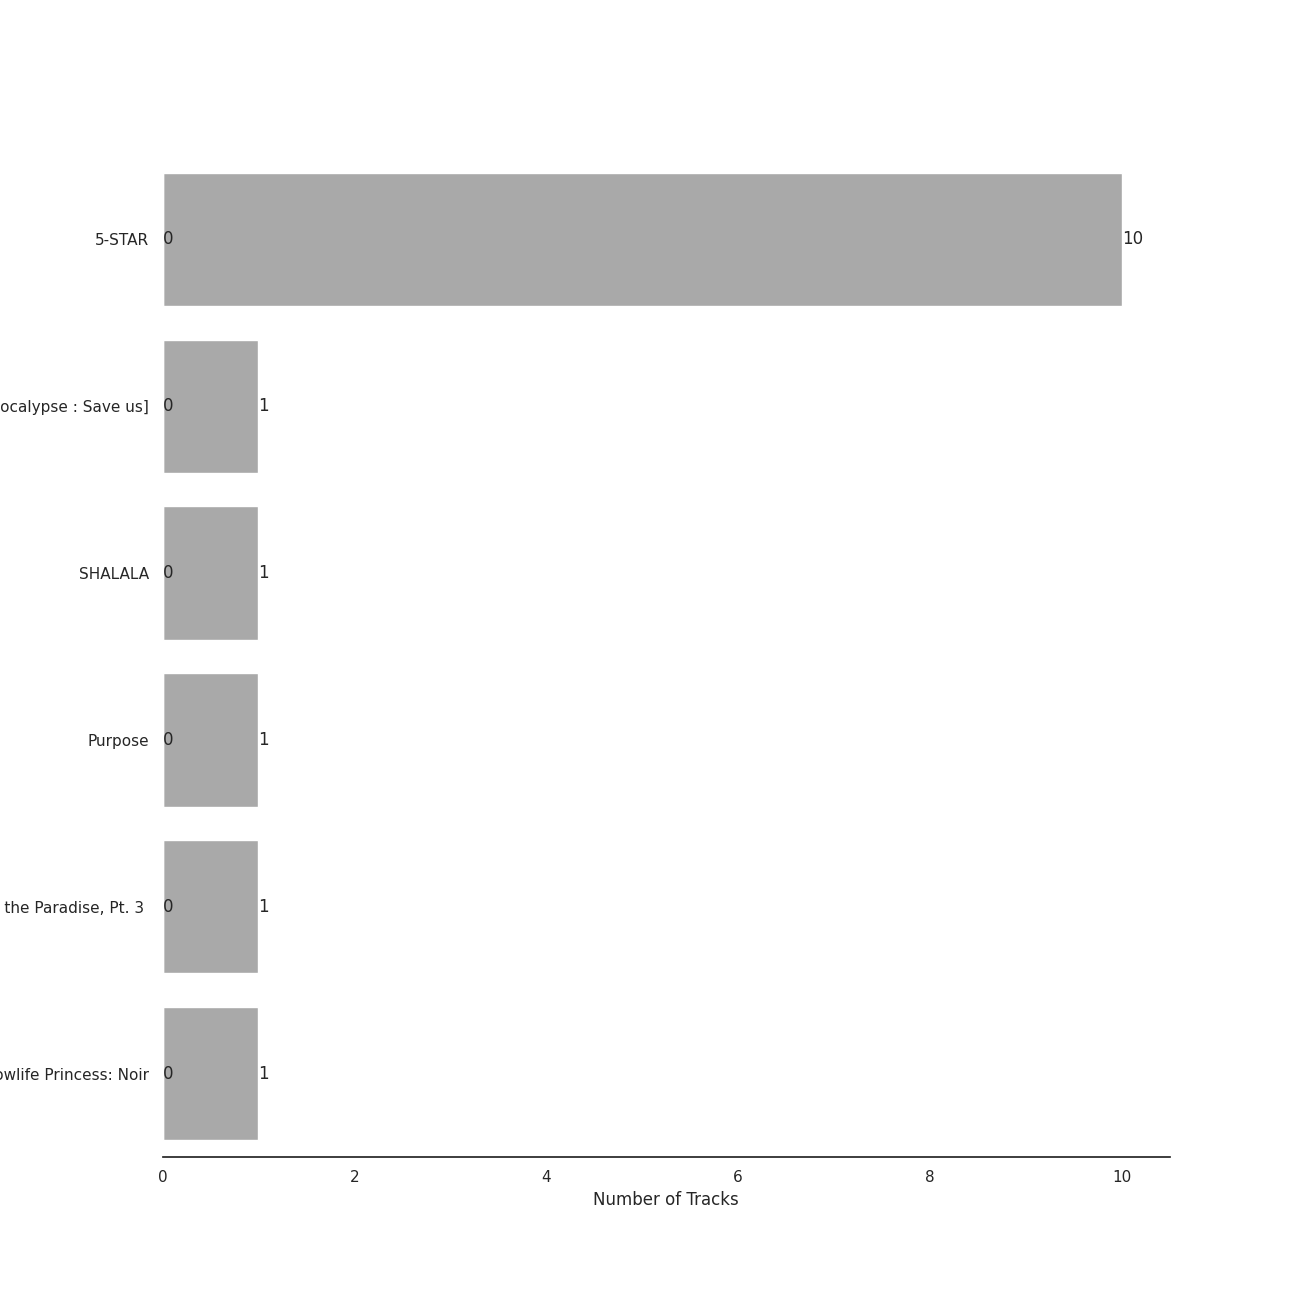 5-STAR 0 10
ocalypse : Save us] 0 1
SHALALA 0 1
Purpose 0 1
the Paradise, Pt. 3 0 1
owlife Princess: Noir 0 1
0 2 4 6 8 10
Number of Tracks